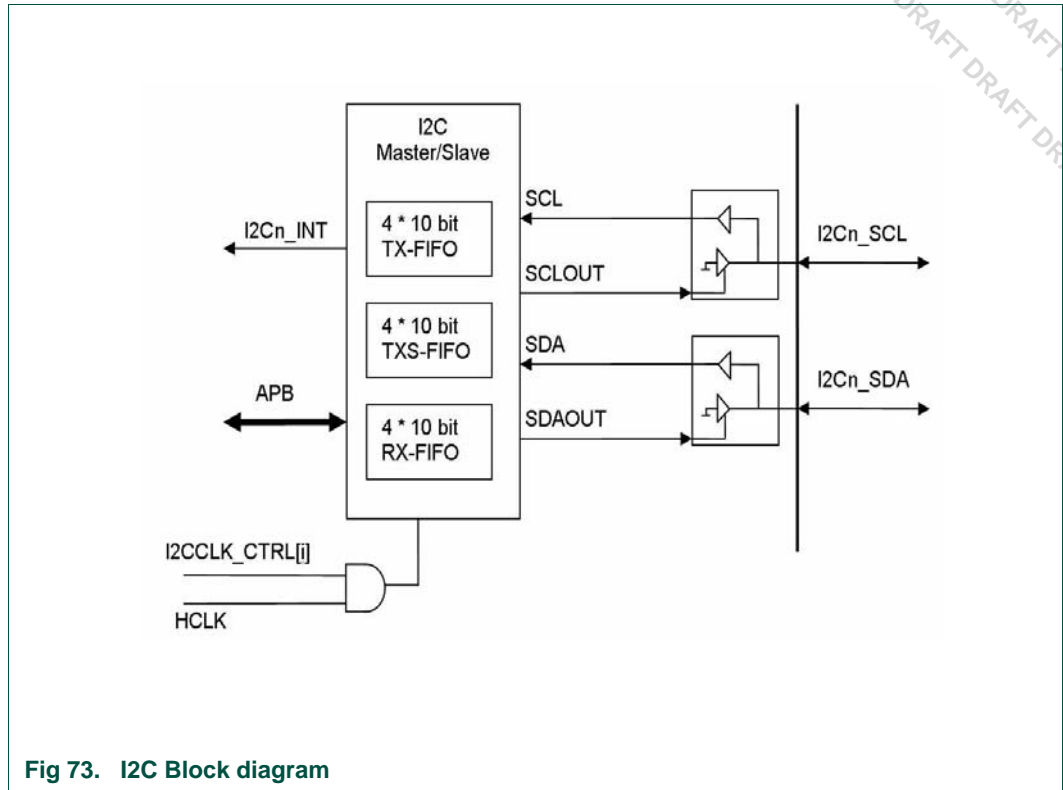 DRAFT
DRAFT DRAFT
I2C
Master/Slave
4 * 10 bit
TX-FIFO
4 * 10 bit
TXS-FIFO
4 * 10 bit
RX-FIFO
I2Cn_INT
APB
SCL
SCLOUT
SDA
SDAOUT
I2Cn_SCL
I2Cn_SDA
I2CCLK_CTRL[i]
HCLK
Fig 73. I2C Block diagram